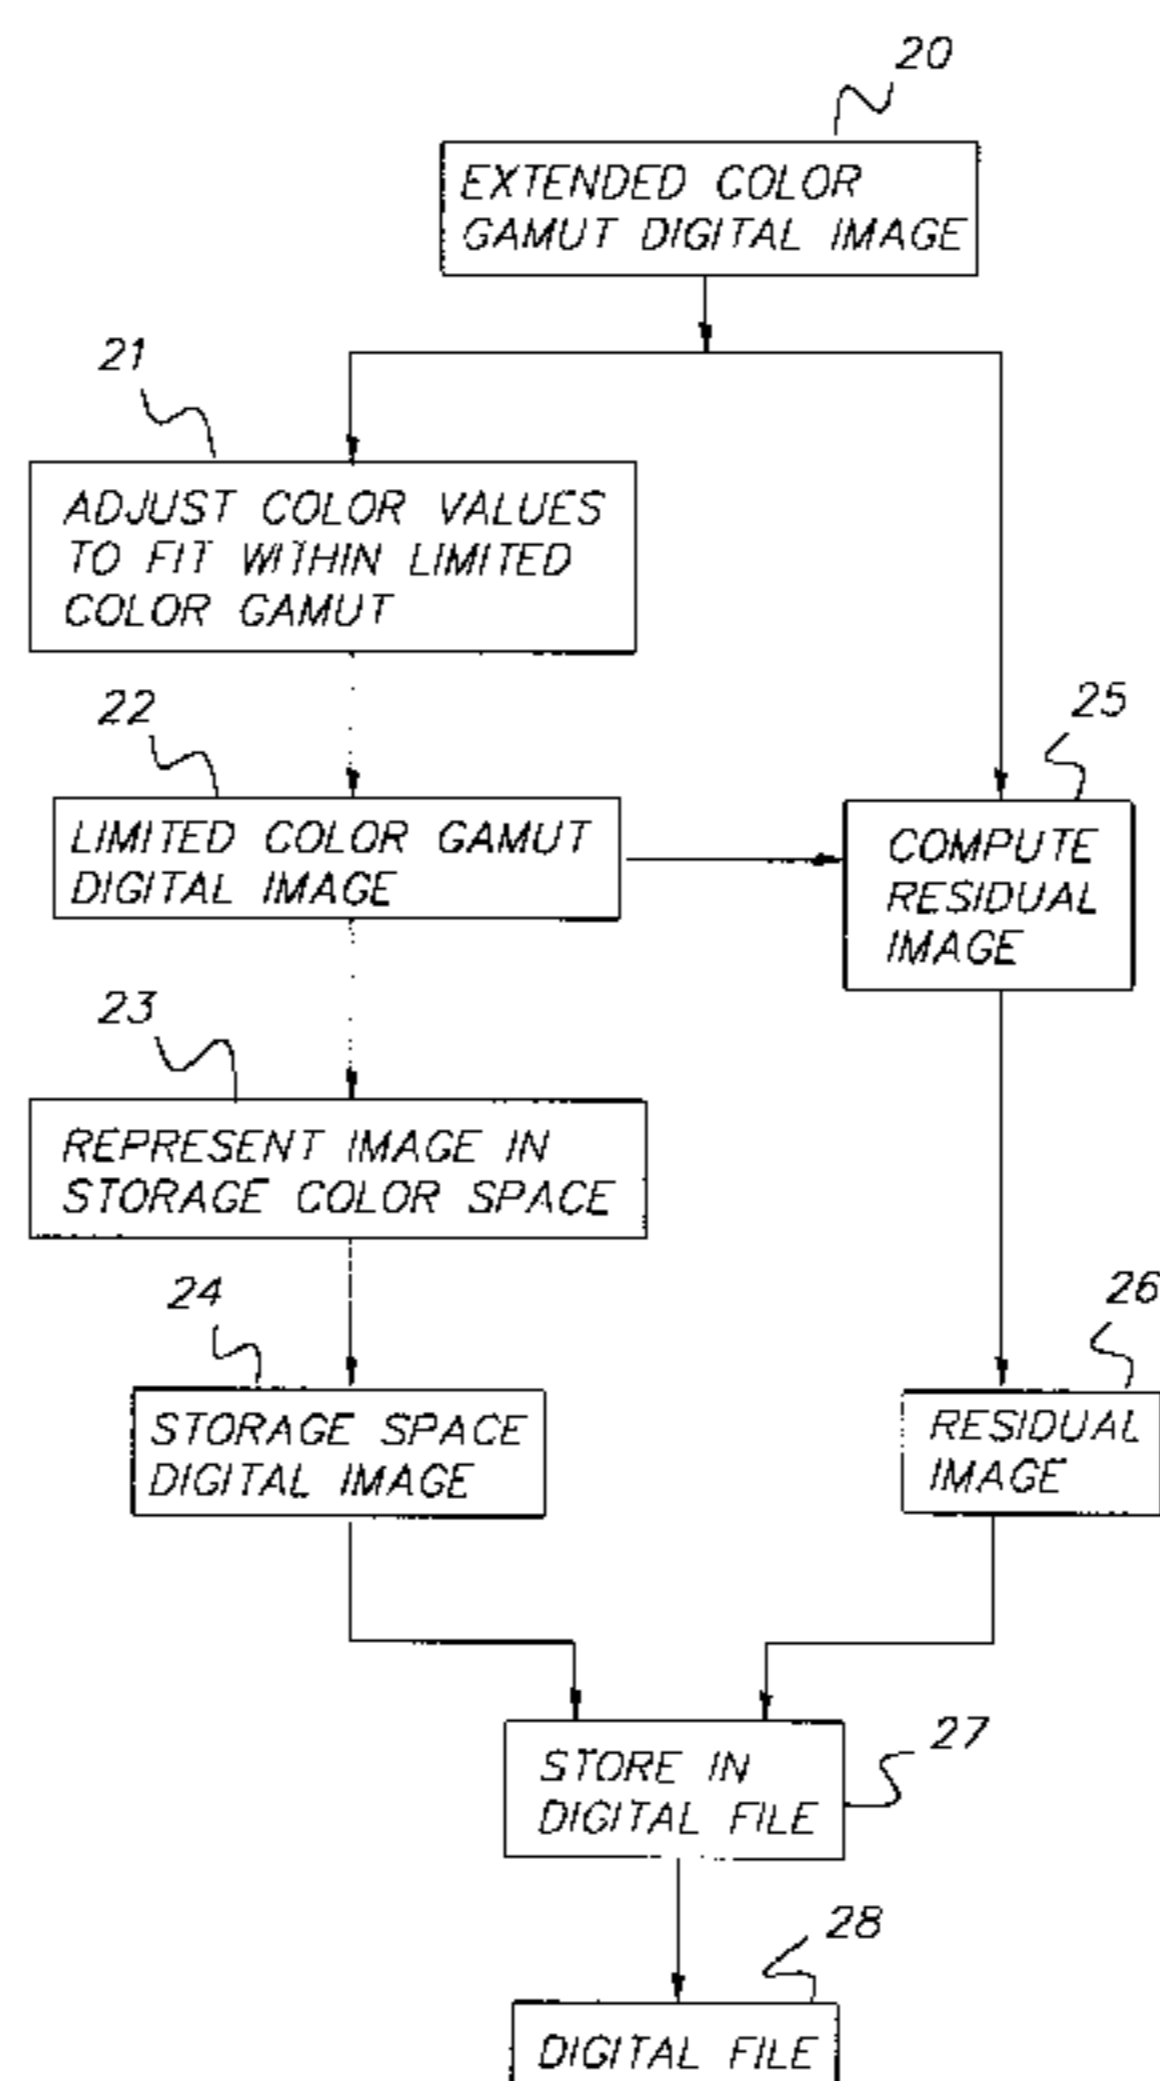 20
EXTENDED COLOR
GAMUT DIGITAL IMAGE
21
ADJUST COLOR VALUES
TO FIT WITHIN LIMITED
COLOR GAMUT
22
LIMITED COLOR GAMUT
DIGITAL IMAGE
25
COMPUTE
RESIDUAL
IMAGE
23
REPRESENT IMAGE IN
STORAGE COLOR SPACE
24
STORAGE SPACE
DIGITAL IMAGE
26
RESIDUAL
IMAGE
27
STORE IN
DIGITAL FILE
28
DIGITAL FILE